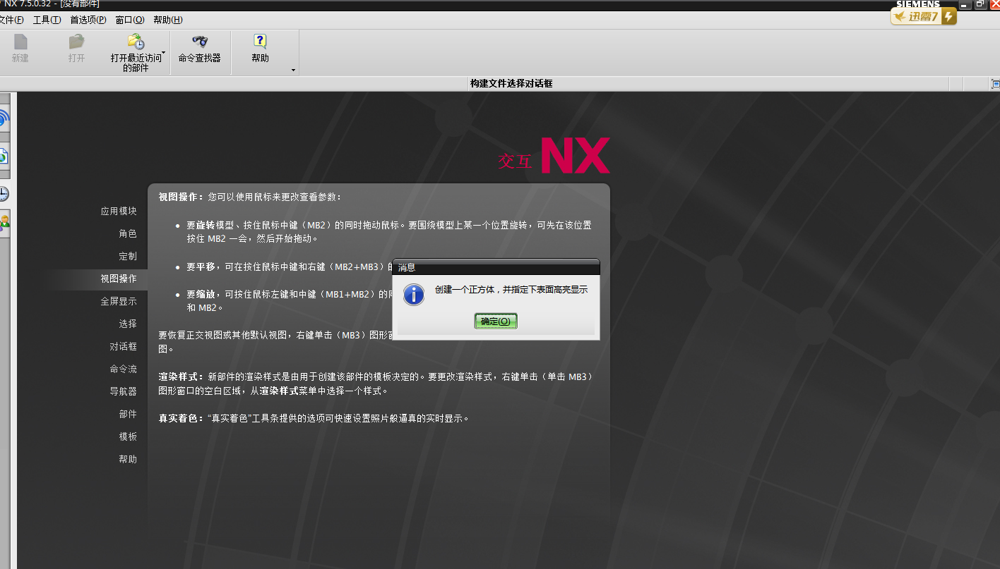 NX 7.5.0.32 - [没有部件]
SIEMENS
迅雷7
文件(F) 工具(T) 首选项(P) 窗口(O) 帮助(H)
新建
打开
打开最近访问
的部件
命令查找器
帮助
构建文件选择对话框
交互 NX
应用模块
角色
定制
视图操作
全屏显示
选择
对话框
命令流
导航器
部件
模板
帮助
视图操作：您可以使用鼠标来更改查看参数：
• 要旋转模型、按住鼠标中键（MB2）的同时拖动鼠标。要围绕模型上某一个位置旋转，可先在该位置
按住 MB2 一会，然后开始拖动。
• 要平移，可在按住鼠标中键和右键（MB2+MB3）的
• 要缩放，可按住鼠标左键和中键（MB1+MB2）的同
和 MB2。
要恢复正交视图或其他默认视图，右键单击（MB3）图形窗
图。
渲染样式：新部件的渲染样式是由用于创建该部件的模板决定的。要更改渲染样式，右键单击（单击 MB3）
图形窗口的空白区域，从渲染样式菜单中选择一个样式。
真实着色：“真实着色”工具条提供的选项可快速设置照片般逼真的实时显示。
消息
创建一个正方体，并指定下表面高亮显示
确定(O)